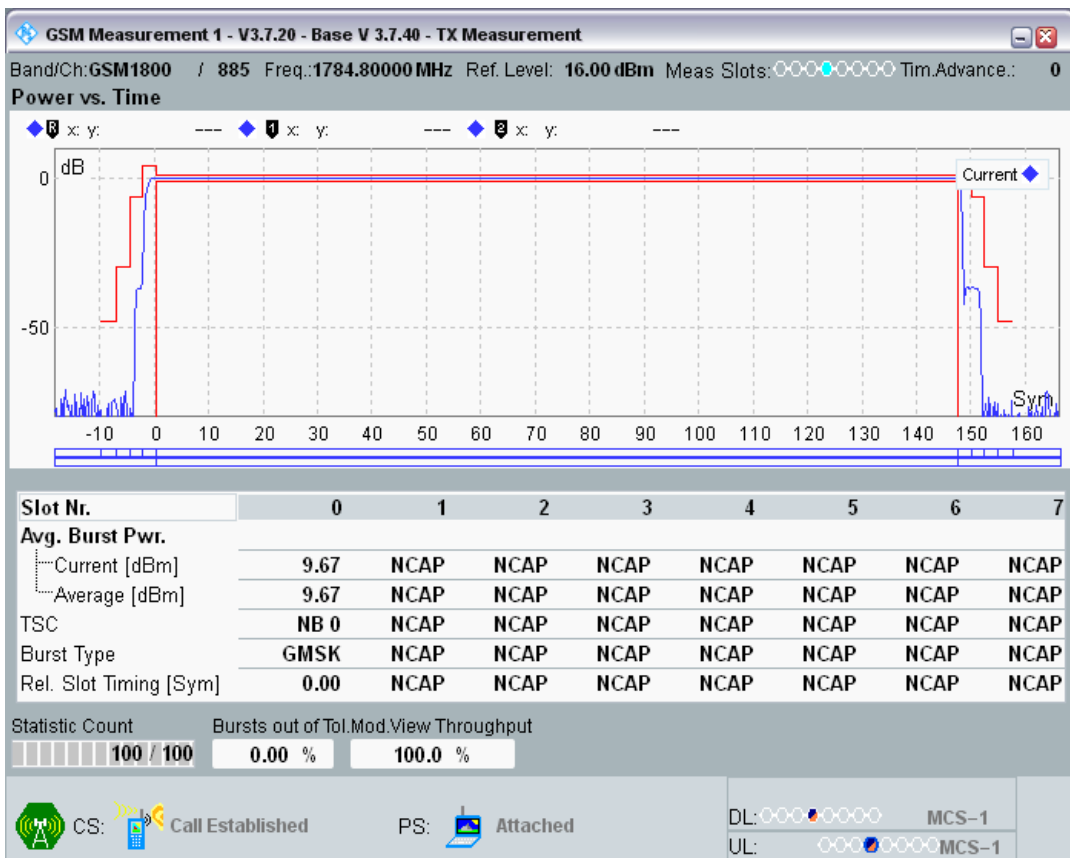 GSM Measurement 1 - V3.7.20 - Base V 3.7.40 - TX Measurement
Band/Ch:GSM1800 / 885 Freq.:1784.80000 MHz Ref. Level: 16.00 dBm Meas Slots: Tim.Advance.: 0
Power vs. Time
R x: y: --- 1 x: y: --- 2 x: y: ---
dB
0
Current
-50
Sym
-10 0 10 20 30 40 50 60 70 80 90 100 110 120 130 140 150 160
Slot Nr. 0 1 2 3 4 5 6 7
Avg. Burst Pwr.
Current [dBm] 9.67 NCAP NCAP NCAP NCAP NCAP NCAP NCAP
Average [dBm] 9.67 NCAP NCAP NCAP NCAP NCAP NCAP NCAP
TSC NB 0 NCAP NCAP NCAP NCAP NCAP NCAP NCAP
Burst Type GMSK NCAP NCAP NCAP NCAP NCAP NCAP NCAP
Rel. Slot Timing [Sym] 0.00 NCAP NCAP NCAP NCAP NCAP NCAP NCAP
Statistic Count Bursts out of Tol.Mod.View Throughput
100 / 100 0.00 % 100.0 %
CS: Call Established PS: Attached
DL: MCS-1
UL: MCS-1